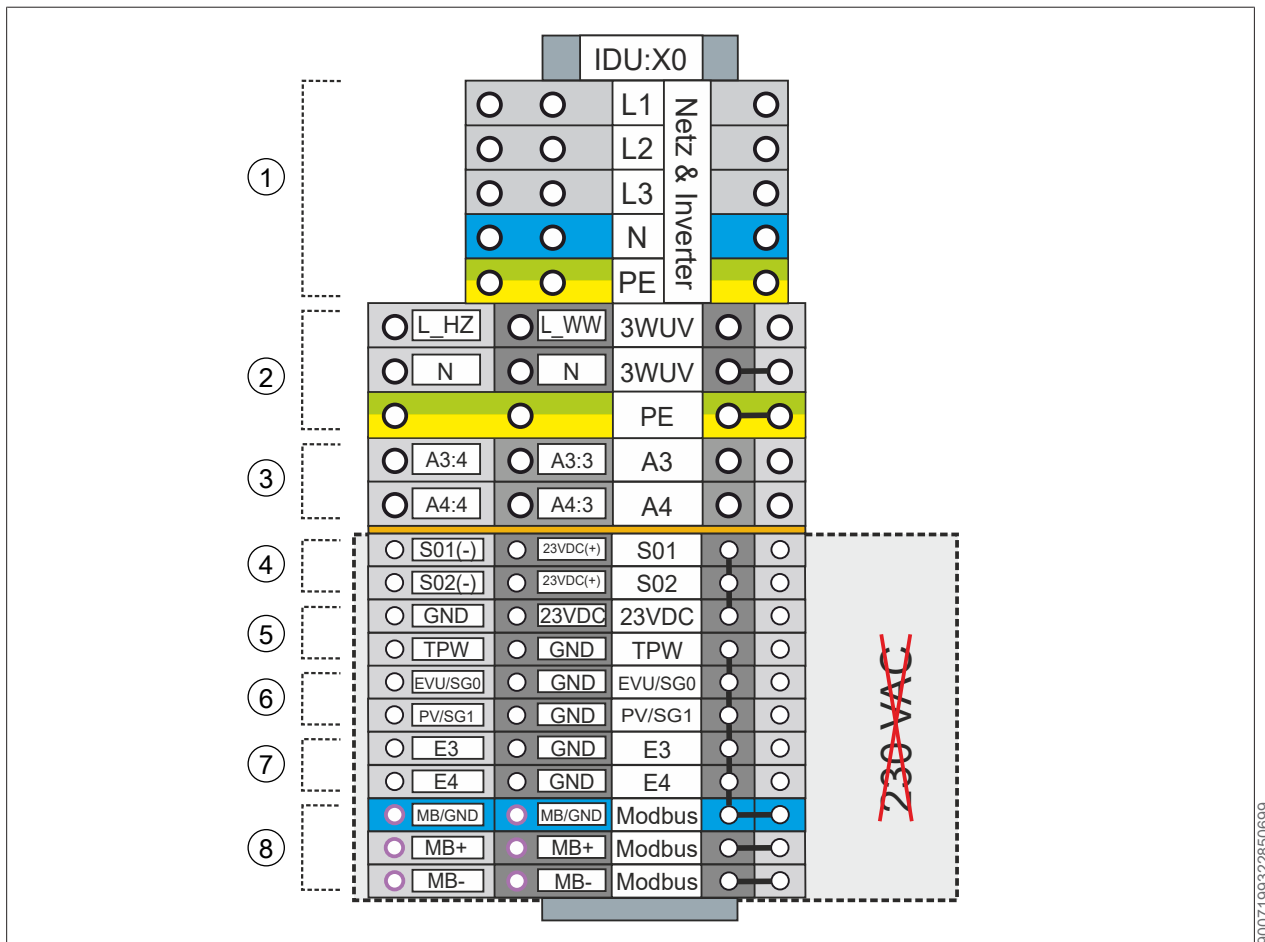 IDU:X0
Netz & Inverter
1
L1
L2
L3
N
PE
2
L_HZ L_WW 3WUV
N N 3WUV
PE
3
A3:4 A3:3 A3
A4:4 A4:3 A4
4
S01(-) 23VDC(+) S01
S02(-) 23VDC(+) S02
5
GND 23VDC 23VDC
TPW GND TPW
6
EVU/SG0 GND EVU/SG0
PV/SG1 GND PV/SG1
7
E3 GND E3
E4 GND E4
8
MB/GND MB/GND Modbus
MB+ MB+ Modbus
MB- MB- Modbus
230 VAC
9007199322850699